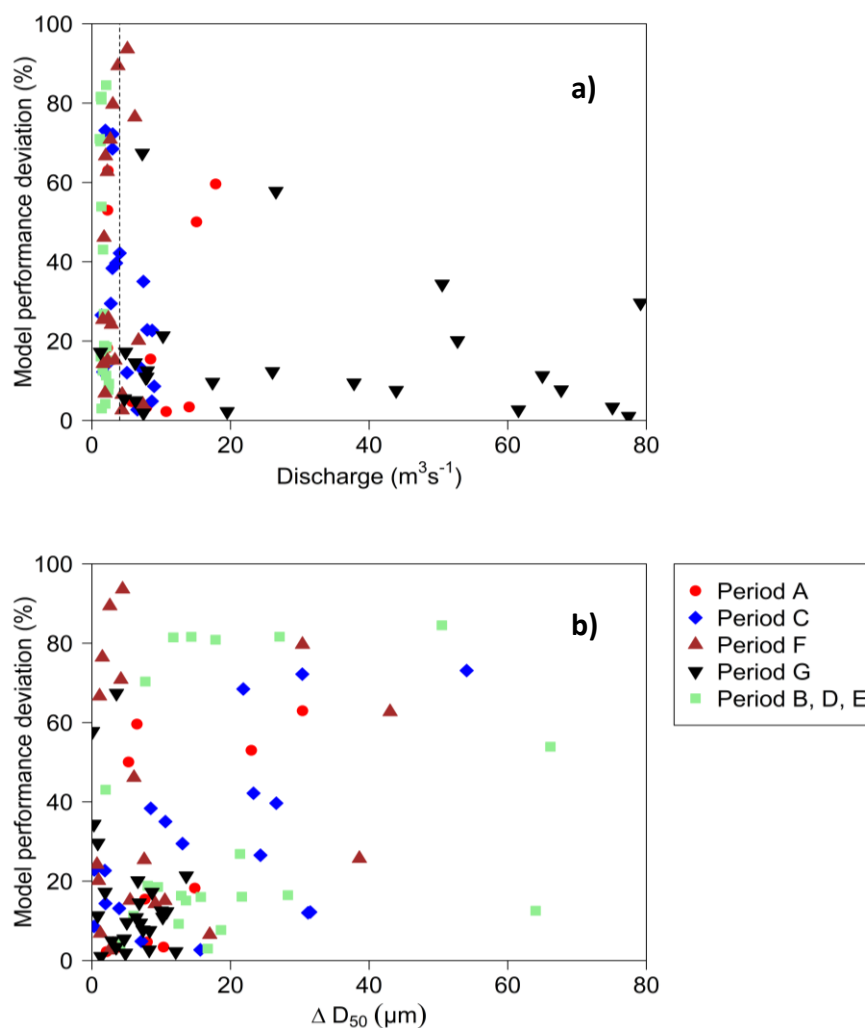 Model performance deviation (%)
100
80
60
40
20
0
a)
0 20 40 60 80
Discharge (m³s⁻¹)
Model performance deviation (%)
100
80
60
40
20
0
b)
0 20 40 60 80
Δ D₅₀ (µm)
Period A
Period C
Period F
Period G
Period B, D, E